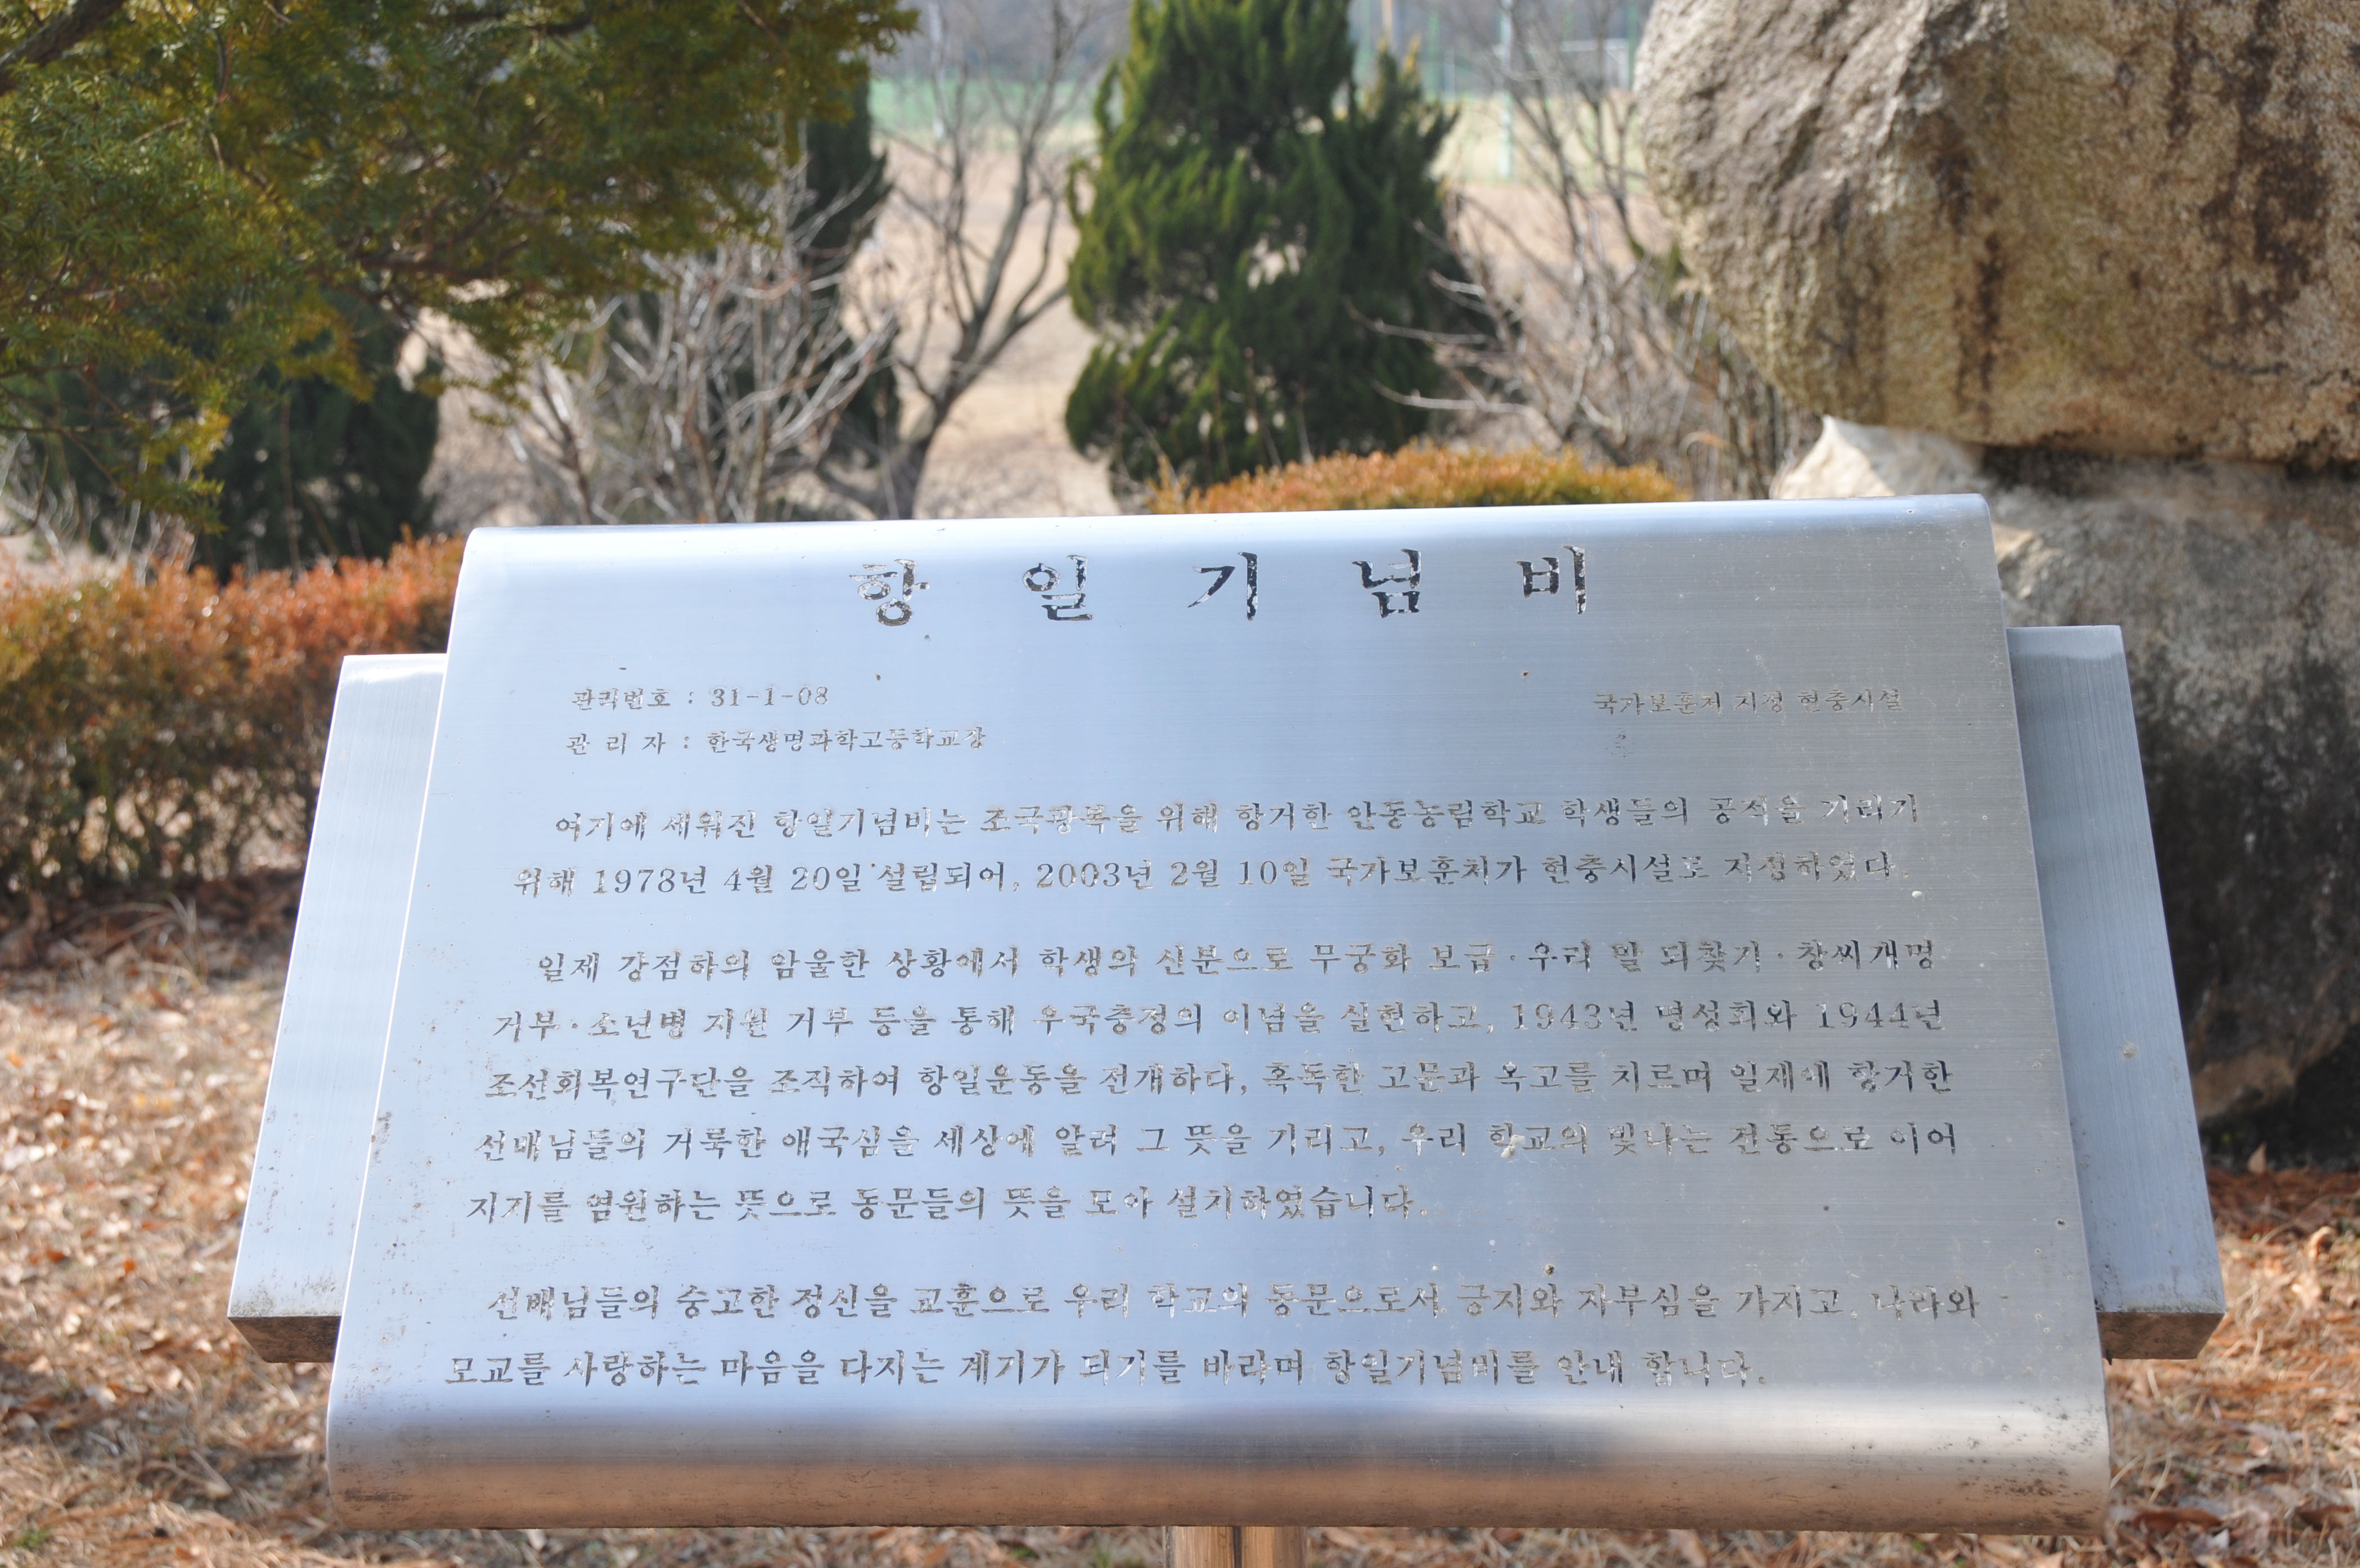 항일기념비
관리번호 : 31-1-08
국가보훈처 지정 현충시설
관 리 자 : 한국생명과학고등학교장
여기에 세워진 항일기념비는 조국광복을 위해 항거한 안동농림학교 학생들의 공적을 기리기
위해 1978년 4월 20일 설립되어, 2003년 2월 10일 국가보훈처가 현충시설로 지정하였다.
일제 강점하의 암울한 상황에서 학생의 신분으로 무궁화 보급·우리 말 되찾기·창씨개명
거부·소년병 지원 거부 등을 통해 우국충정의 이념을 실현하고, 1943년 명성회와 1944년
조선회복연구단을 조직하여 항일운동을 전개하다, 혹독한 고문과 옥고를 치르며 일제에 항거한
선배님들의 거룩한 애국심을 세상에 알려 그 뜻을 기리고, 우리 학교의 빛나는 전통으로 이어
지기를 염원하는 뜻으로 동문들의 뜻을 모아 설치하였습니다.
선배님들의 숭고한 정신을 교훈으로 우리 학교의 동문으로서 긍지와 자부심을 가지고, 나라와
모교를 사랑하는 마음을 다지는 계기가 되기를 바라며 항일기념비를 안내 합니다.